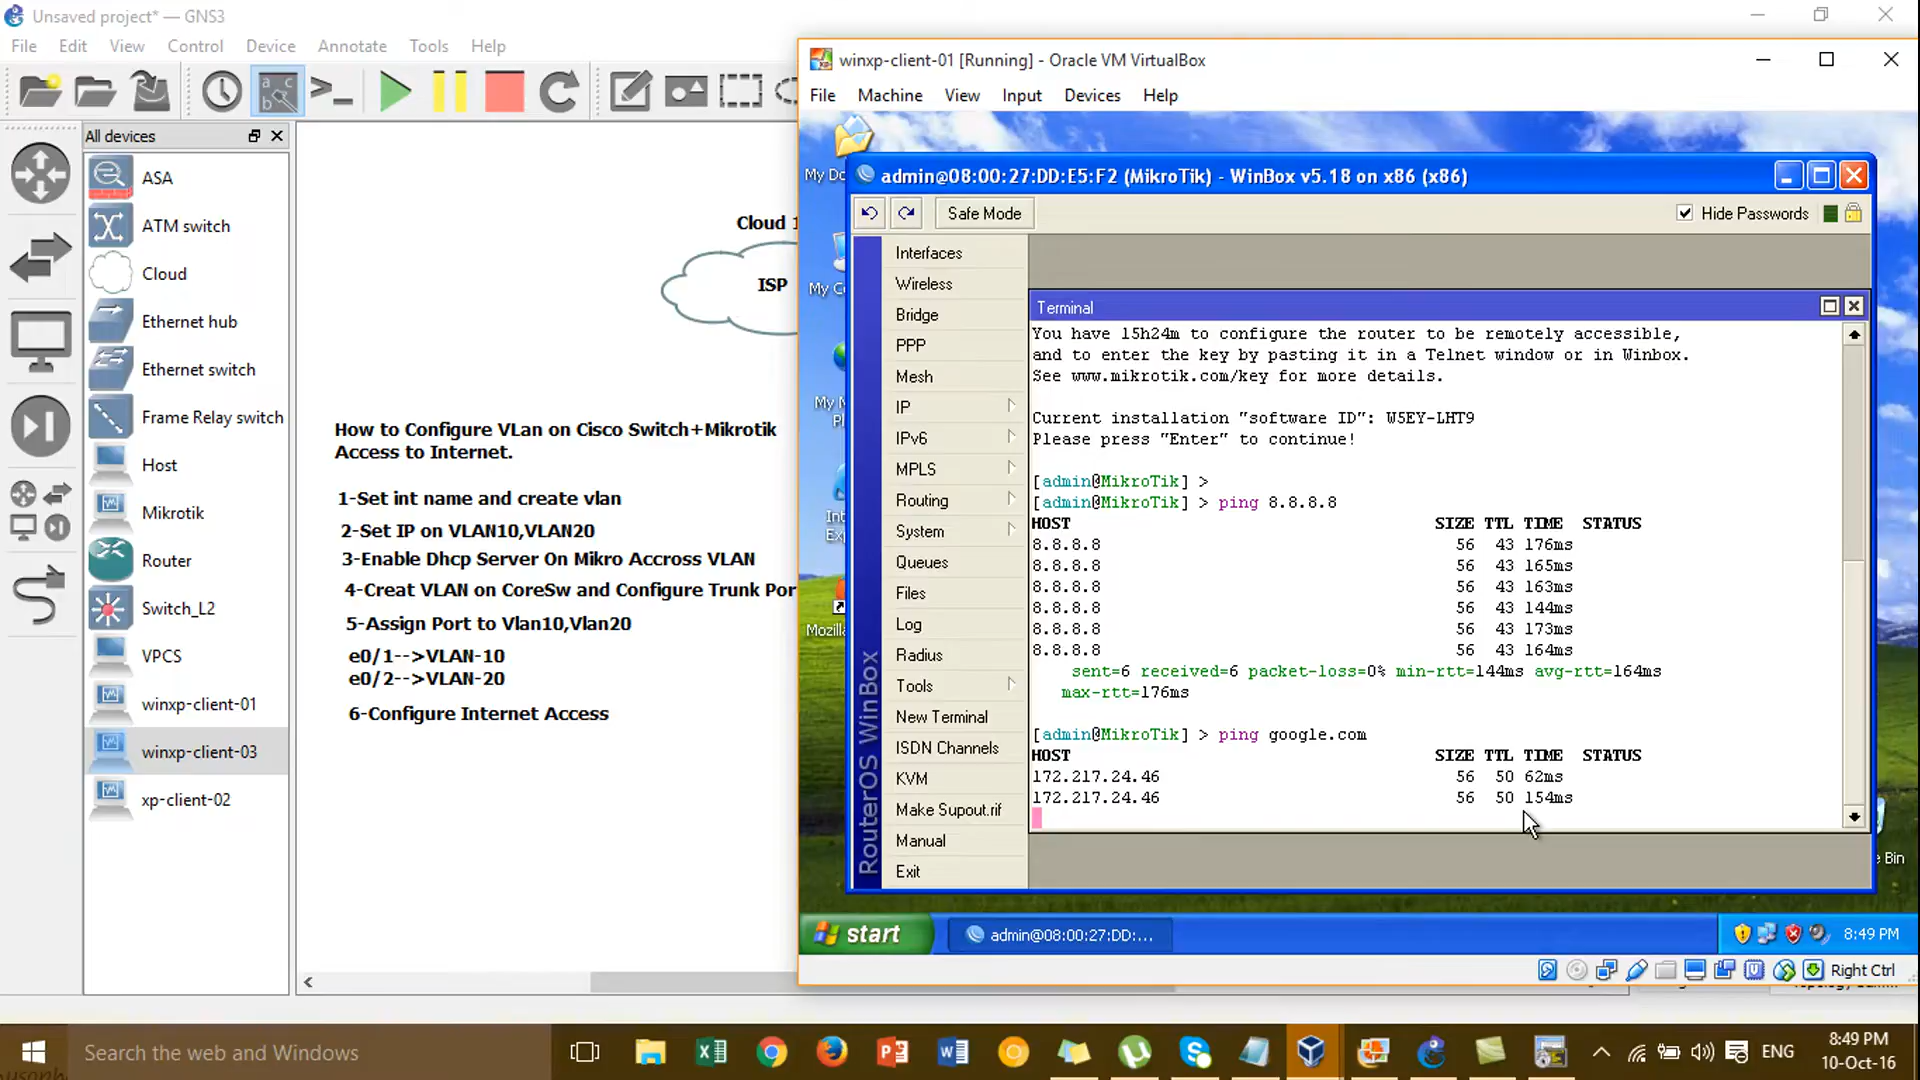 Unsaved project* — GNS3
File Edit View Control Device Annotate Tools Help
All devices
ASA
ATM switch
Cloud
Ethernet hub
Ethernet switch
Frame Relay switch
Host
Mikrotik
Router
Switch_L2
VPCS
winxp-client-01
winxp-client-03
xp-client-02
Cloud 1
ISP
How to Configure VLan on Cisco Switch+Mikrotik
Access to Internet.
1-Set int name and create vlan
2-Set IP on VLAN10,VLAN20
3-Enable Dhcp Server On Mikro Accross VLAN
4-Creat VLAN on CoreSw and Configure Trunk Por
5-Assign Port to Vlan10,Vlan20
e0/1-->VLAN-10
e0/2-->VLAN-20
6-Configure Internet Access
winxp-client-01 [Running] - Oracle VM VirtualBox
File Machine View Input Devices Help
My Do
My C
My N
Pl
Int
Exp
Mozill
admin@08:00:27:DD:E5:F2 (MikroTik) - WinBox v5.18 on x86 (x86)
Safe Mode
Hide Passwords
RouterOS WinBox
Interfaces
Wireless
Bridge
PPP
Mesh
IP
IPv6
MPLS
Routing
System
Queues
Files
Log
Radius
Tools
New Terminal
ISDN Channels
KVM
Make Supout.rif
Manual
Exit
Terminal
You have 15h24m to configure the router to be remotely accessible,
and to enter the key by pasting it in a Telnet window or in Winbox.
See www.mikrotik.com/key for more details.
Current installation "software ID": W5EY-LHT9
Please press "Enter" to continue!
[admin@MikroTik] >
[admin@MikroTik] > ping 8.8.8.8
HOST SIZE TTL TIME STATUS
8.8.8.8 56 43 176ms
8.8.8.8 56 43 165ms
8.8.8.8 56 43 163ms
8.8.8.8 56 43 144ms
8.8.8.8 56 43 173ms
8.8.8.8 56 43 164ms
sent=6 received=6 packet-loss=0% min-rtt=144ms avg-rtt=164ms
max-rtt=176ms
[admin@MikroTik] > ping google.com
HOST SIZE TTL TIME STATUS
172.217.24.46 56 50 62ms
172.217.24.46 56 50 154ms
e Bin
start
admin@08:00:27:DD:...
8:49 PM
Right Ctrl
Search the web and Windows
ENG
8:49 PM
10-Oct-16